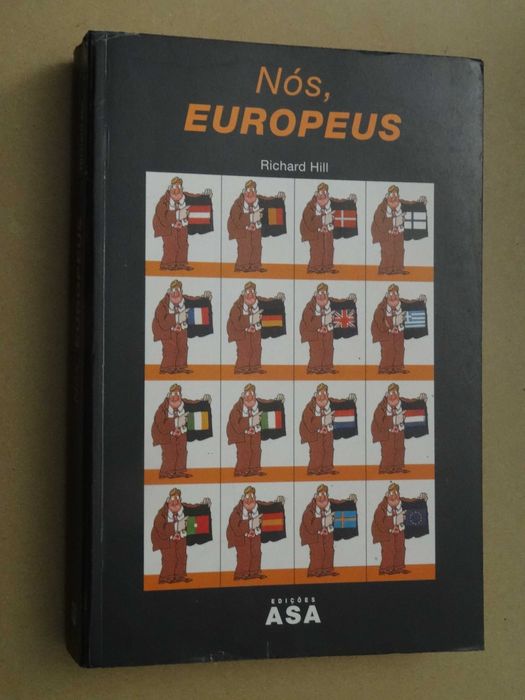 Nós,
EUROPEUS
Richard Hill
EDIÇÕES
ASA